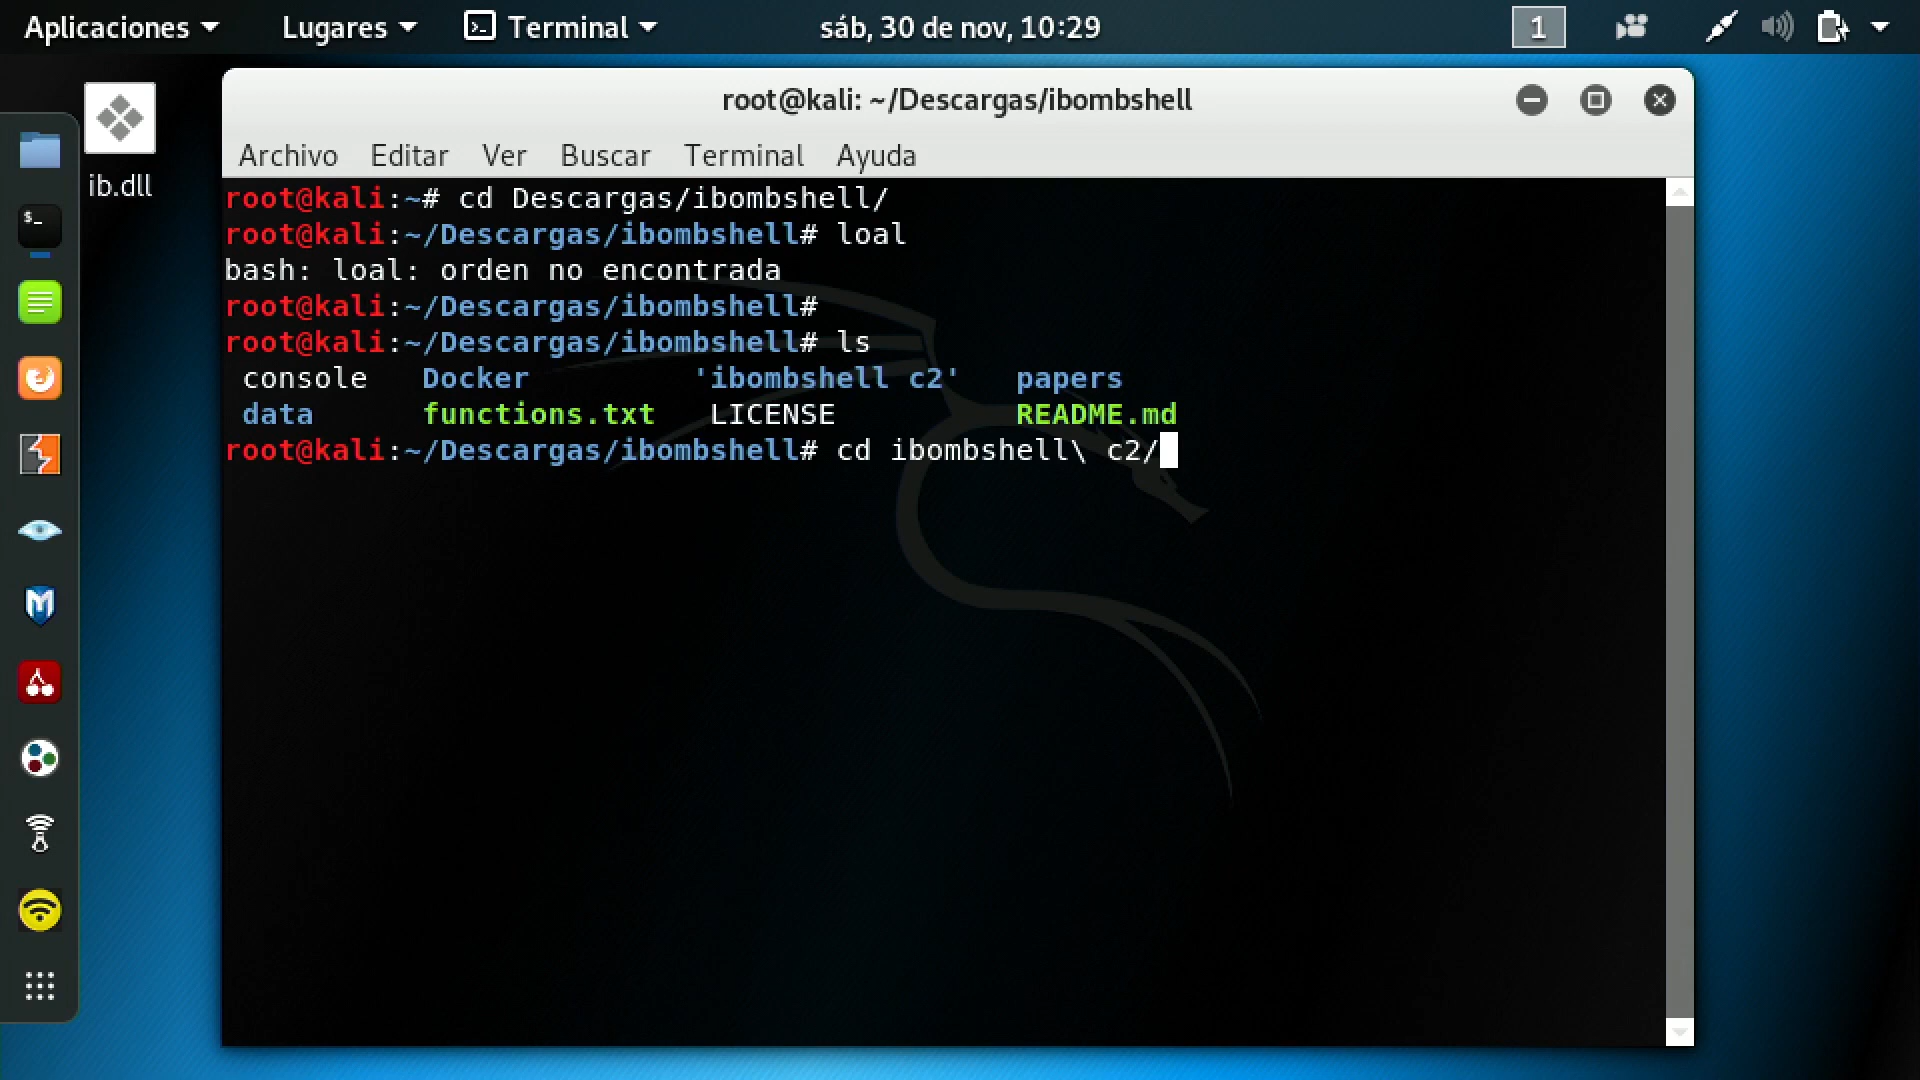 Aplicaciones Lugares Terminal sáb, 30 de nov, 10:29 1
ib.dll
root@kali: ~/Descargas/ibombshell
Archivo Editar Ver Buscar Terminal Ayuda
root@kali:~# cd Descargas/ibombshell/
root@kali:~/Descargas/ibombshell# loal
bash: loal: orden no encontrada
root@kali:~/Descargas/ibombshell#
root@kali:~/Descargas/ibombshell# ls
console Docker 'ibombshell c2' papers
data functions.txt LICENSE README.md
root@kali:~/Descargas/ibombshell# cd ibombshell\ c2/